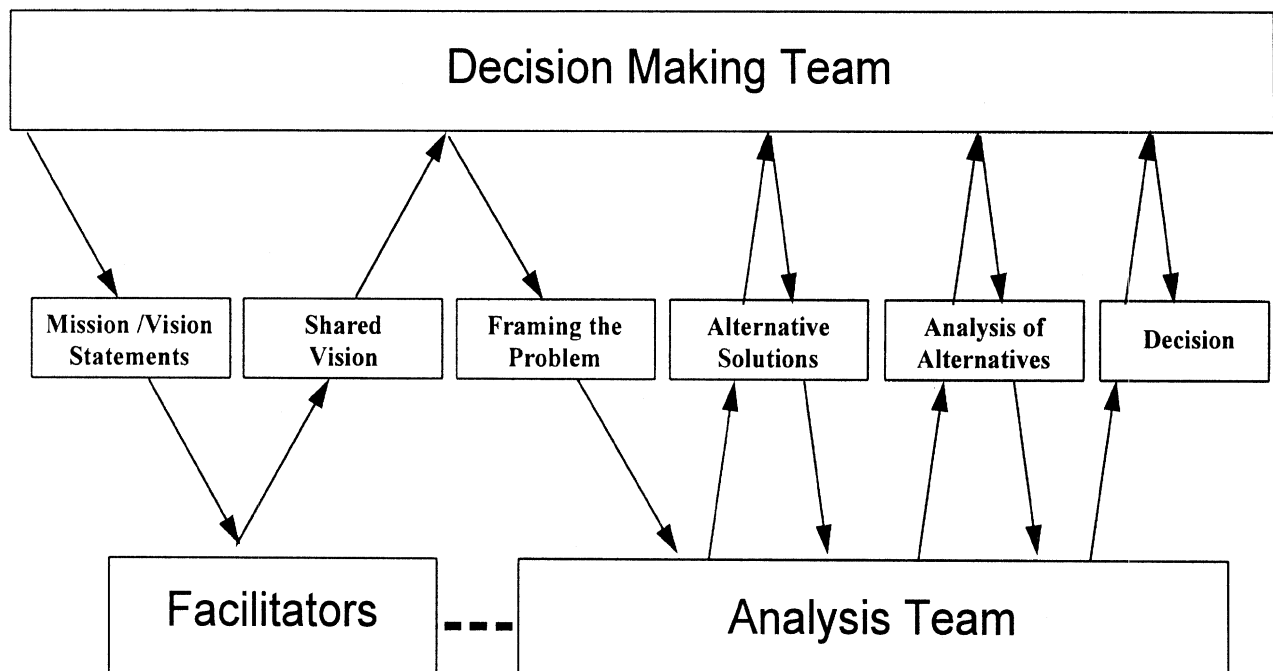 Decision Making Team
Mission /Vision
Statements
Shared
Vision
Framing the
Problem
Alternative
Solutions
Analysis of
Alternatives
Decision
Facilitators
Analysis Team